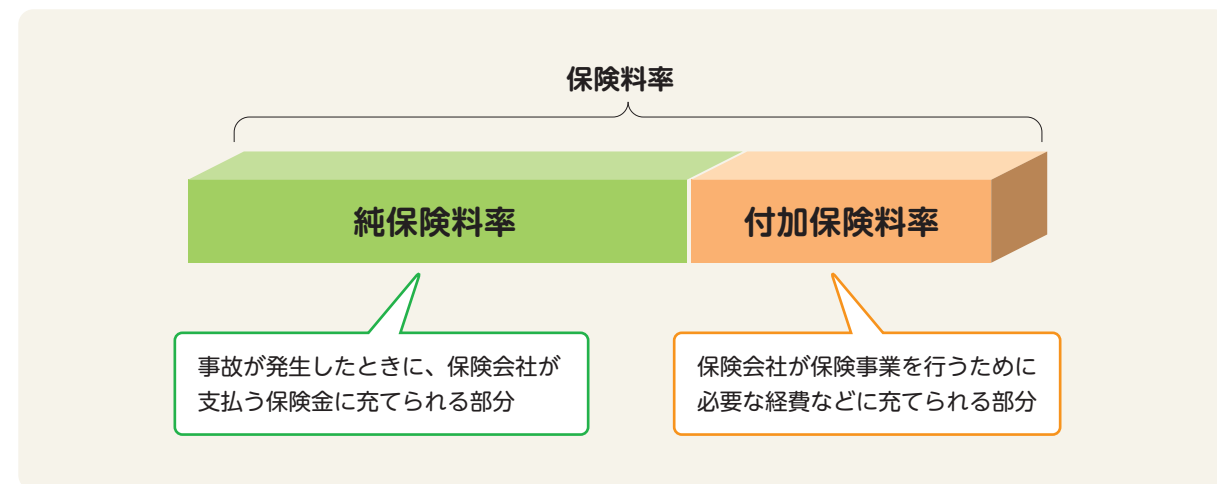 保険料率
純保険料率
付加保険料率
事故が発生したときに、保険会社が
支払う保険金に充てられる部分
保険会社が保険事業を行うために
必要な経費などに充てられる部分